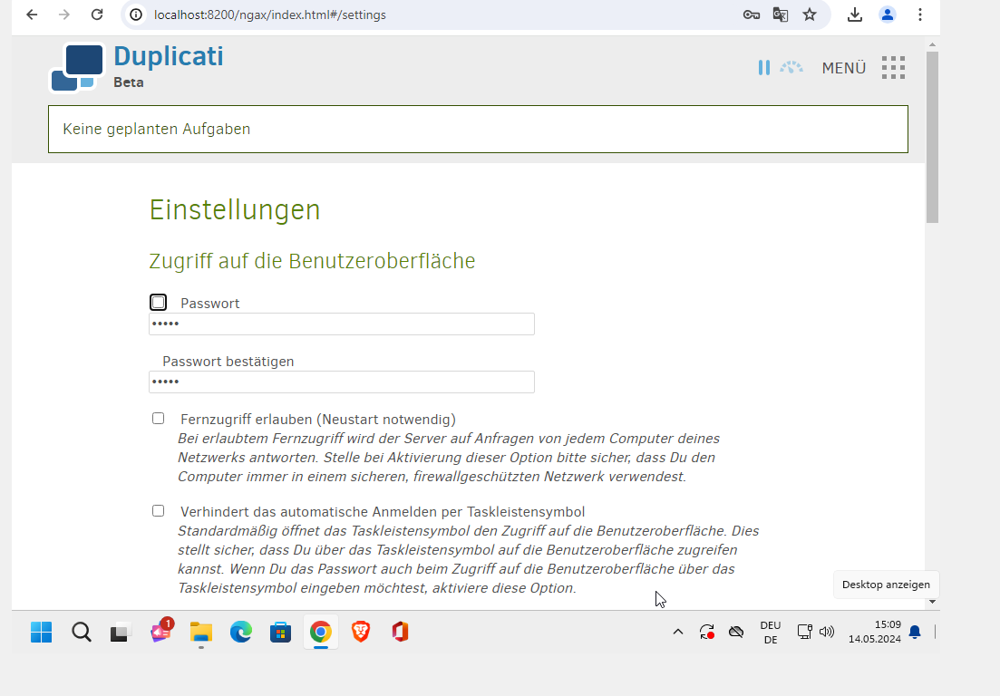 localhost:8200/ngax/index.html#/settings
Duplicati
Beta
MENÜ
Keine geplanten Aufgaben
Einstellungen
Zugriff auf die Benutzeroberfläche
Passwort
•••••
Passwort bestätigen
•••••
Fernzugriff erlauben (Neustart notwendig)
Bei erlaubtem Fernzugriff wird der Server auf Anfragen von jedem Computer deines
Netzwerks antworten. Stelle bei Aktivierung dieser Option bitte sicher, dass Du den
Computer immer in einem sicheren, firewallgeschützten Netzwerk verwendest.
Verhindert das automatische Anmelden per Taskleistensymbol
Standardmäßig öffnet das Taskleistensymbol den Zugriff auf die Benutzeroberfläche. Dies
stellt sicher, dass Du über das Taskleistensymbol auf die Benutzeroberfläche zugreifen
kannst. Wenn Du das Passwort auch beim Zugriff auf die Benutzeroberfläche über das
Taskleistensymbol eingeben möchtest, aktiviere diese Option.
Desktop anzeigen
1
DEU
DE
15:09
14.05.2024